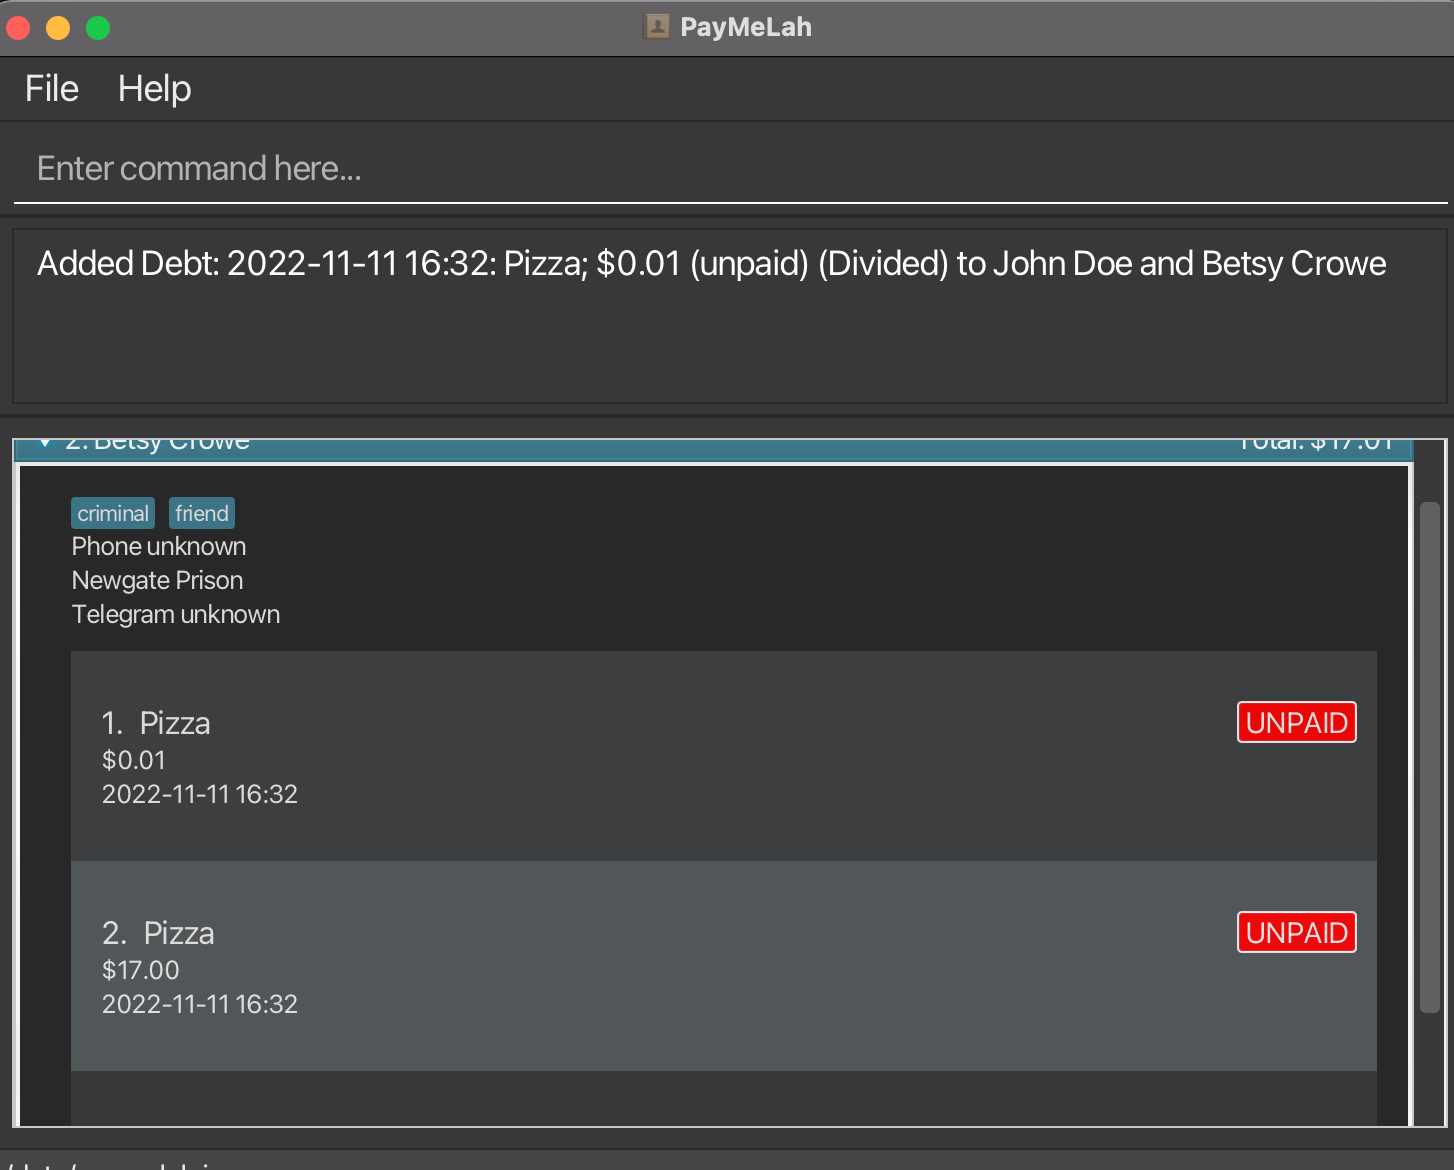 PayMeLah
File Help
Enter command here...
Added Debt: 2022-11-11 16:32: Pizza; $0.01 (unpaid) (Divided) to John Doe and Betsy Crowe
2. Betsy Crowe Total: $17.01
criminal friend
Phone unknown
Newgate Prison
Telegram unknown
1. Pizza UNPAID
$0.01
2022-11-11 16:32
2. Pizza UNPAID
$17.00
2022-11-11 16:32